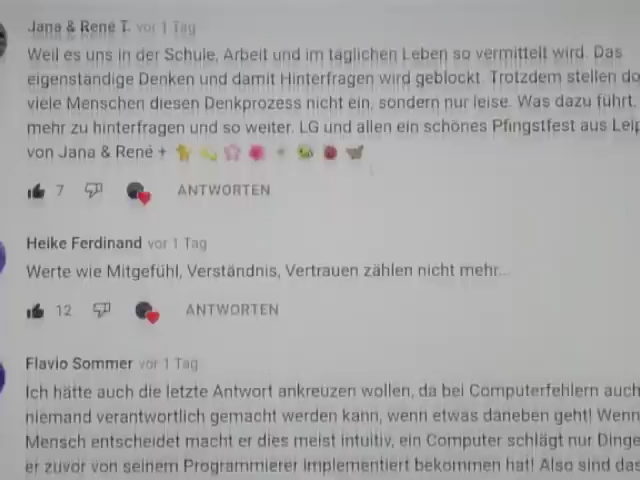 Jana & René T. vor 1 Tag
Weil es uns in der Schule, Arbeit und im täglichen Leben so vermittelt wird. Das
eigenständige Denken und damit Hinterfragen wird geblockt. Trotzdem stellen do
viele Menschen diesen Denkprozess nicht ein, sondern nur leise. Was dazu führt.
mehr zu hinterfragen und so weiter. LG und allen ein schönes Pfingstfest aus Leip
von Jana & René +
7 ANTWORTEN
Heike Ferdinand vor 1 Tag
Werte wie Mitgefühl, Verständnis, Vertrauen zählen nicht mehr...
12 ANTWORTEN
Flavio Sommer vor 1 Tag
Ich hätte auch die letzte Antwort ankreuzen wollen, da bei Computerfehlern auch
niemand verantwortlich gemacht werden kann, wenn etwas daneben geht! Wenn
Mensch entscheidet macht er dies meist intuitiv, ein Computer schlägt nur Dinge
er zuvor von seinem Programmierer implementiert bekommen hat! Also sind das